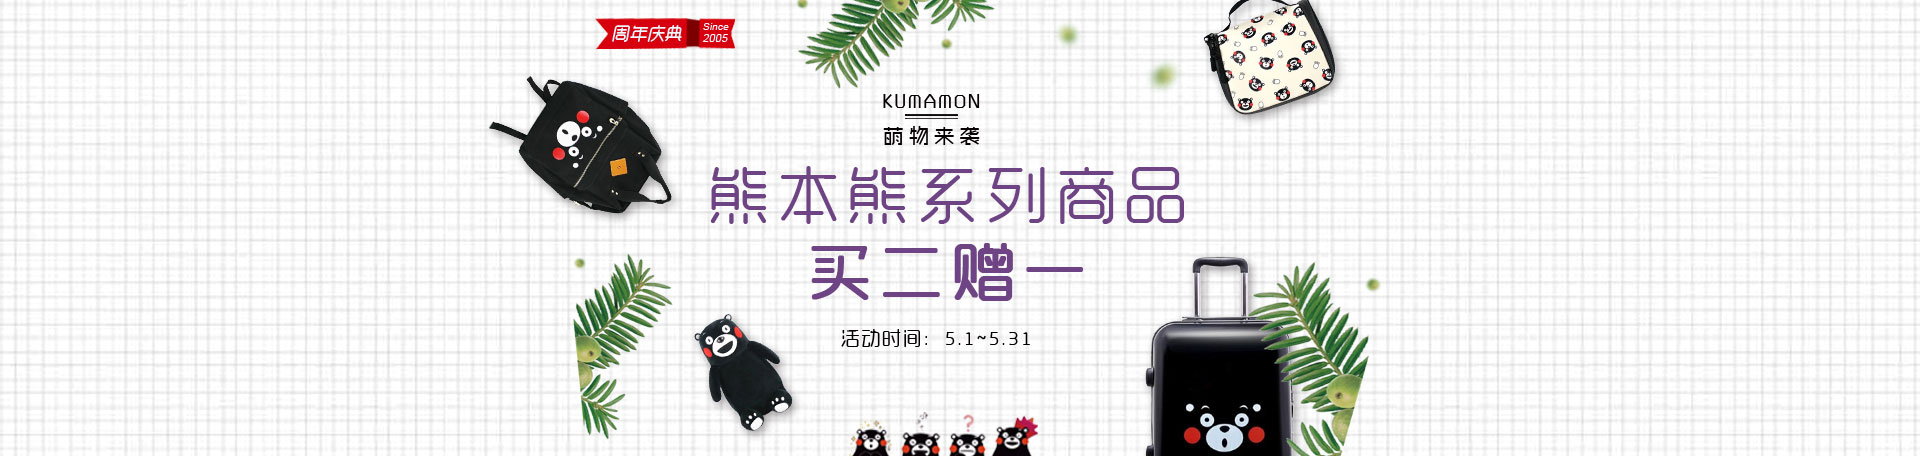 周年庆典
Since
2005
KUMAMON
萌物来袭
熊本熊系列商品
买二赠一
活动时间：5.1~5.31